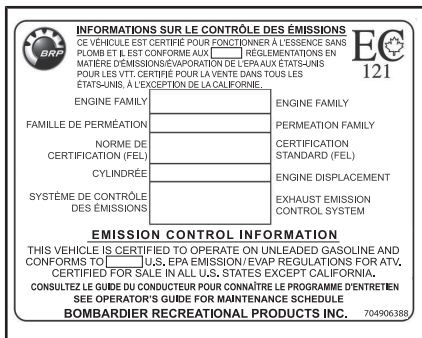 INFORMATIONS SUR LE CONTRÔLE DES ÉMISSIONS
CE VÉHICULE EST CERTIFIÉ POUR FONCTIONNER À L'ESSENCE SANS
PLOMB ET IL EST CONFORME AUX RÉGLEMENTATIONS EN
MATIÈRE D'ÉMISSIONS/ÉVAPORATION DE L'EPA AUX ÉTATS-UNIS
POUR LES VTT. CERTIFIÉ POUR LA VENTE DANS TOUS LES
ÉTATS-UNIS, À L'EXCEPTION DE LA CALIFORNIE.
BRP
EC
121
ENGINE FAMILY ENGINE FAMILY
FAMILLE DE PERMÉATION PERMEATION FAMILY
NORME DE CERTIFICATION
CERTIFICATION (FEL) STANDARD (FEL)
CYLINDRÉE ENGINE DISPLACEMENT
SYSTÈME DE CONTRÔLE EXHAUST EMISSION
DES ÉMISSIONS CONTROL SYSTEM
EMISSION CONTROL INFORMATION
THIS VEHICLE IS CERTIFIED TO OPERATE ON UNLEADED GASOLINE AND
CONFORMS TO U.S. EPA EMISSION/EVAP REGULATIONS FOR ATV.
CERTIFIED FOR SALE IN ALL U.S. STATES EXCEPT CALIFORNIA.
CONSULTEZ LE GUIDE DU CONDUCTEUR POUR CONNAÎTRE LE PROGRAMME D'ENTRETIEN
SEE OPERATOR'S GUIDE FOR MAINTENANCE SCHEDULE
BOMBARDIER RECREATIONAL PRODUCTS INC. 704906388